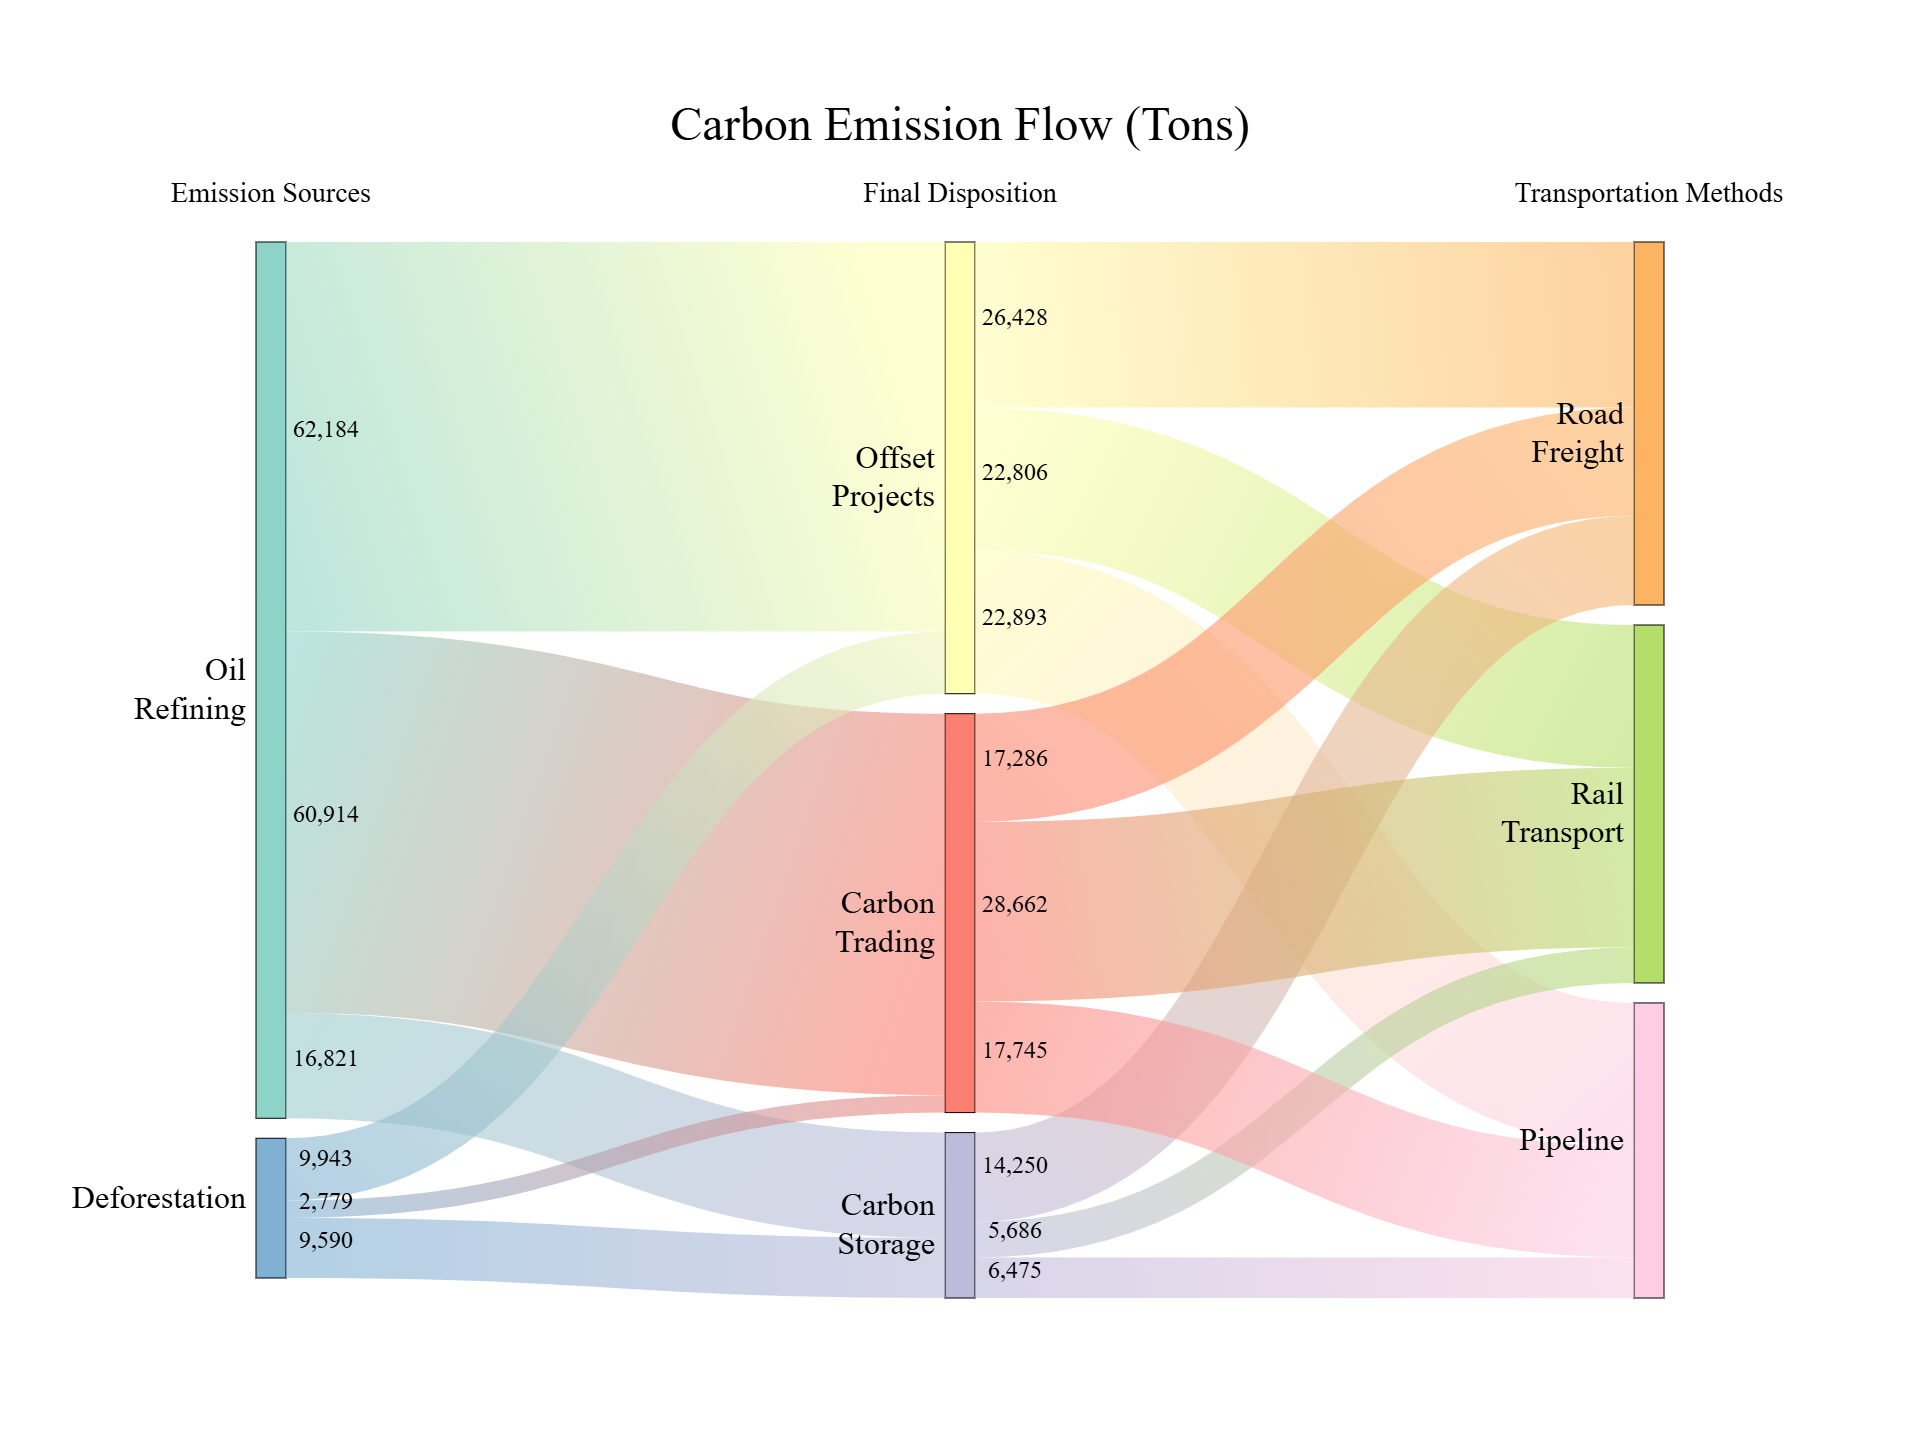 Carbon Emission Flow (Tons)
Emission Sources
Final Disposition
Transportation Methods
Oil
Refining
Deforestation
62,184
60,914
16,821
9,943
2,779
9,590
Offset
Projects
Carbon
Trading
Carbon
Storage
26,428
22,806
22,893
17,286
28,662
17,745
14,250
5,686
6,475
Road
Freight
Rail
Transport
Pipeline